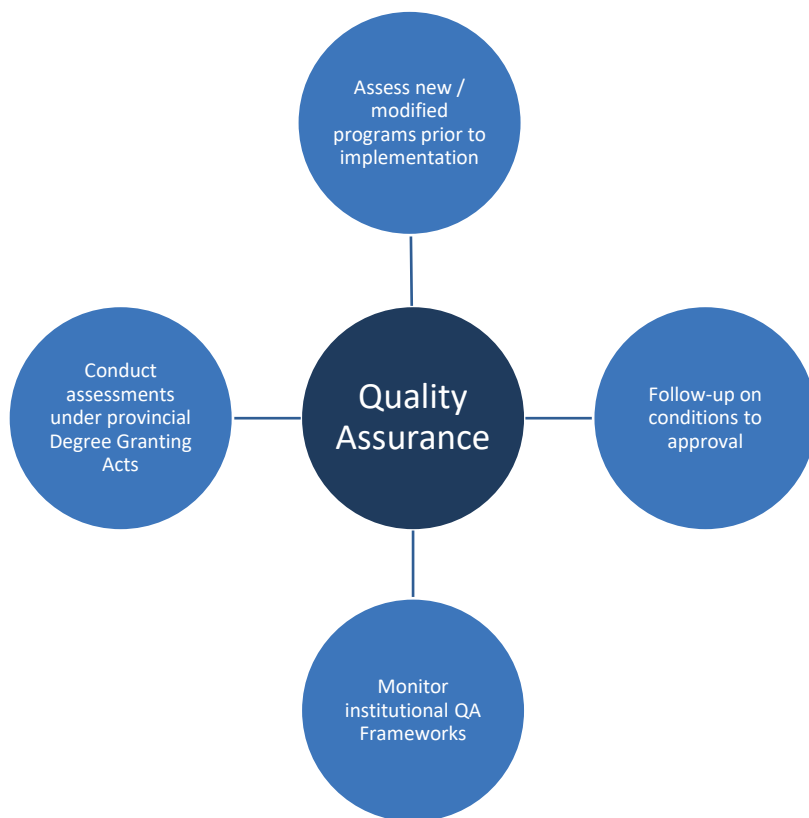 Assess new /
modified
programs prior to
implementation
Conduct
assessments
under provincial
Degree Granting
Acts
Quality
Assurance
Follow-up on
conditions to
approval
Monitor
institutional QA
Frameworks